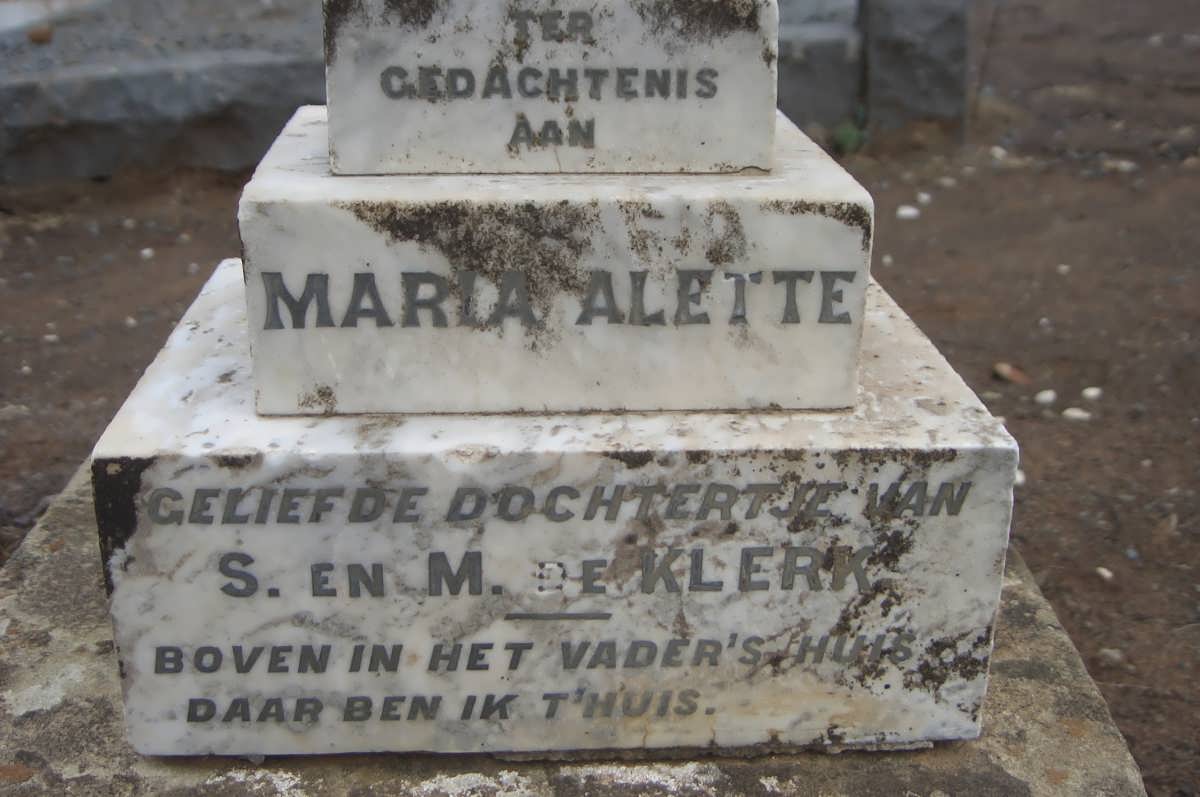 TER
GEDACHTENIS
AAN
MARIA ALETTE
GELIEFDE DOCHTERTJE VAN
S. EN M. DE KLERK
BOVEN IN HET VADER'S HUIS
DAAR BEN IK T'HUIS.